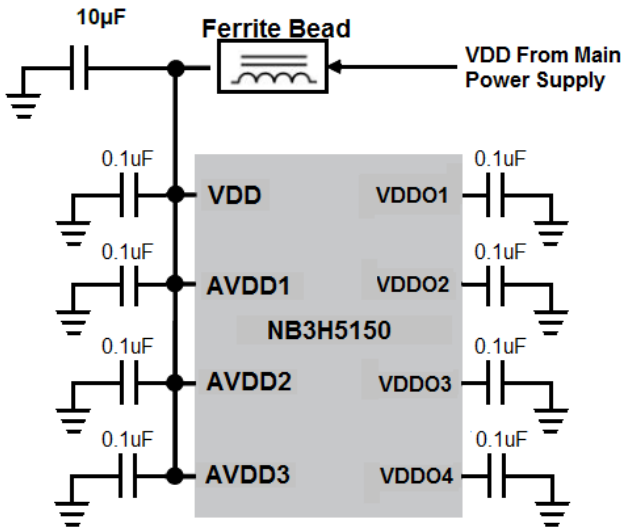 10µF
Ferrite Bead
VDD From Main
Power Supply
0.1uF
0.1uF
VDD
VDDO1
0.1uF
0.1uF
AVDD1
VDDO2
NB3H5150
0.1uF
0.1uF
AVDD2
VDDO3
0.1uF
0.1uF
AVDD3
VDDO4